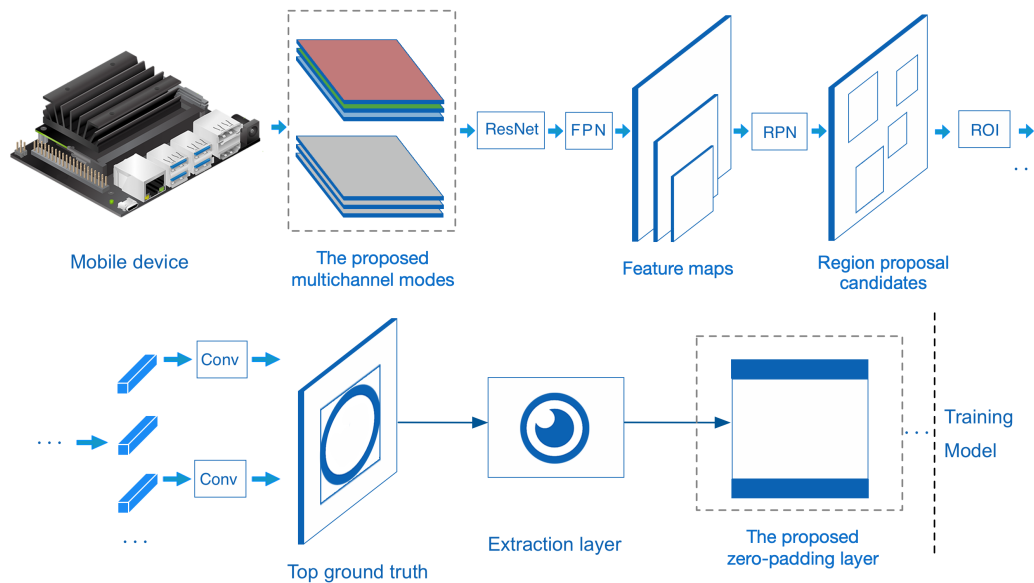 ResNet
FPN
RPN
ROI
...
Mobile device
The proposed
multichannel modes
Feature maps
Region proposal
candidates
Conv
...
Conv
...
Top ground truth
Extraction layer
The proposed
zero-padding layer
...
Training
Model